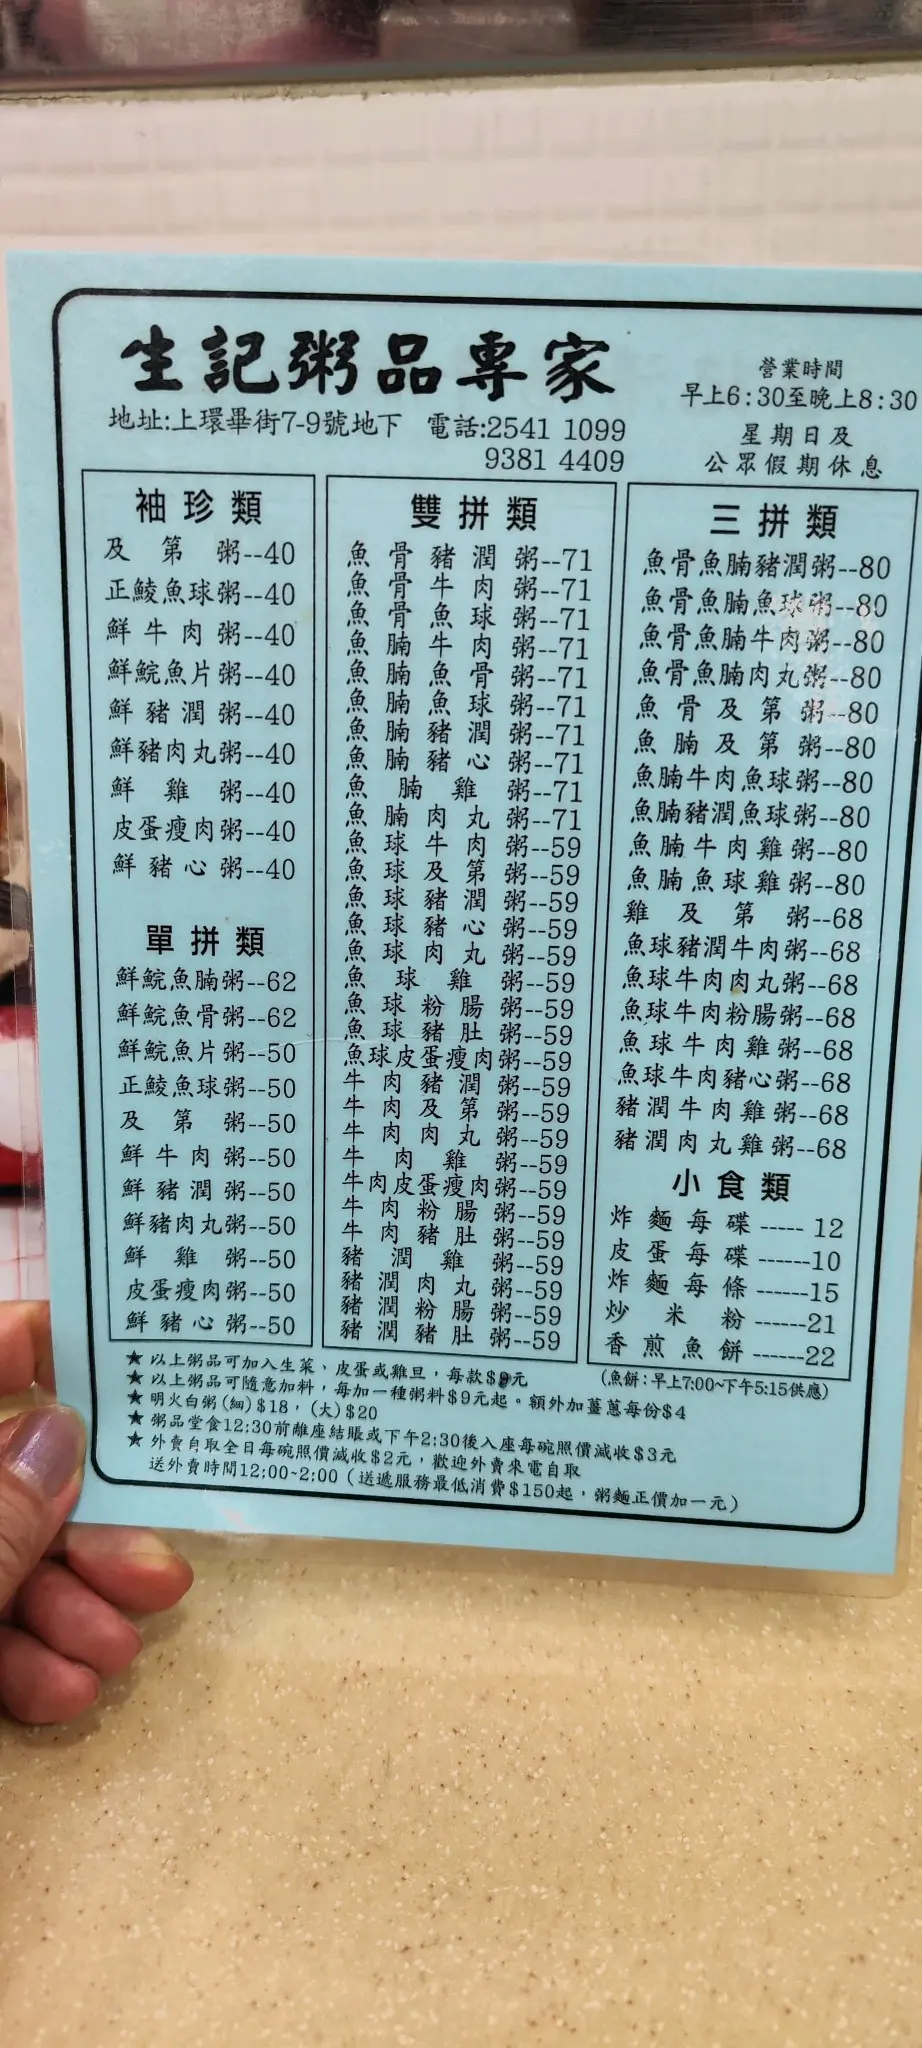 生記粥品專家
地址:上環畢街7-9號地下 電話:2541 1099
9381 4409
營業時間
早上6:30至晚上8:30
星期日及
公眾假期休息
袖珍類
及第粥--40
正鯪魚球粥--40
鮮牛肉粥--40
鮮鯇魚片粥--40
鮮豬潤粥--40
鮮豬肉丸粥--40
鮮雞粥--40
皮蛋瘦肉粥--40
鮮豬心粥--40
單拼類
鮮鯇魚腩粥--62
鮮鯇魚骨粥--62
鮮鯇魚片粥--50
正鯪魚球粥--50
及第粥--50
鮮牛肉粥--50
鮮豬潤粥--50
鮮豬肉丸粥--50
鮮雞粥--50
皮蛋瘦肉粥--50
鮮豬心粥--50
雙拼類
魚骨豬潤粥--71
魚骨牛肉粥--71
魚骨魚球粥--71
魚腩牛肉粥--71
魚腩魚骨粥--71
魚腩魚球粥--71
魚腩豬潤粥--71
魚腩豬心粥--71
魚腩雞粥--71
魚腩肉丸粥--71
魚球牛肉粥--59
魚球及第粥--59
魚球豬潤粥--59
魚球豬心粥--59
魚球肉丸粥--59
魚球雞粥--59
魚球粉腸粥--59
魚球豬肚粥--59
魚球皮蛋瘦肉粥--59
牛肉豬潤粥--59
牛肉及第粥--59
牛肉肉丸粥--59
牛肉雞粥--59
牛肉皮蛋瘦肉粥--59
牛肉粉腸粥--59
牛肉豬肚粥--59
豬潤雞粥--59
豬潤肉丸粥--59
豬潤粉腸粥--59
豬潤豬肚粥--59
三拼類
魚骨魚腩豬潤粥--80
魚骨魚腩魚球粥--80
魚骨魚腩牛肉粥--80
魚骨魚腩肉丸粥--80
魚骨及第粥--80
魚腩及第粥--80
魚腩牛肉魚球粥--80
魚腩豬潤魚球粥--80
魚腩牛肉雞粥--80
魚腩魚球雞粥--80
雞及第粥--68
魚球豬潤牛肉粥--68
魚球牛肉肉丸粥--68
魚球牛肉粉腸粥--68
魚球牛肉雞粥--68
魚球牛肉豬心粥--68
豬潤牛肉雞粥--68
豬潤肉丸雞粥--68
小食類
炸麵每碟-----12
皮蛋每碟------10
炸麵每條------15
炒米粉------21
香煎魚餅------22
(魚餅:早上7:00~下午5:15供應)
★ 以上粥品可加入生菜、皮蛋或雞旦，每款$9元
★ 以上粥品可隨意加料，每加一種粥料$9元起。額外加薑蔥每份$4
★ 明火白粥(細)$18，(大)$20
★ 粥品堂食12:30前離座結賬或下午2:30後入座每碗照價減收$3元
★ 外賣自取全日每碗照價減收$2元，歡迎外賣來電自取
送外賣時間12:00~2:00（送遞服務最低消費$150起，粥麵正價加一元）